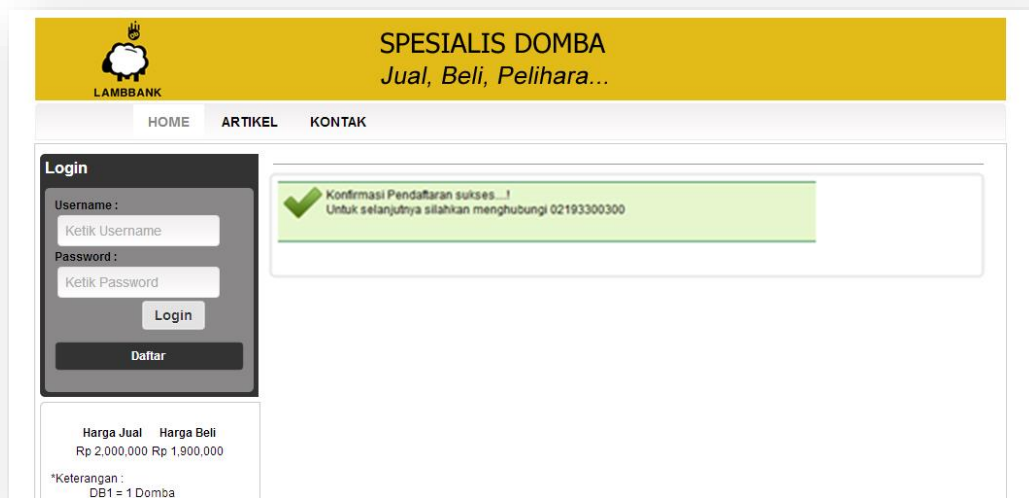 SPESIALIS DOMBA
Jual, Beli, Pelihara...
LAMBBANK
HOME ARTIKEL KONTAK
Login
Username :
Ketik Username
Password :
Ketik Password
Login
Daftar
Konfirmasi Pendaftaran sukses....!
Untuk selanjutnya silahkan menghubungi 02193300300
Harga Jual Harga Beli
Rp 2,000,000 Rp 1,900,000
*Keterangan :
DB1 = 1 Domba